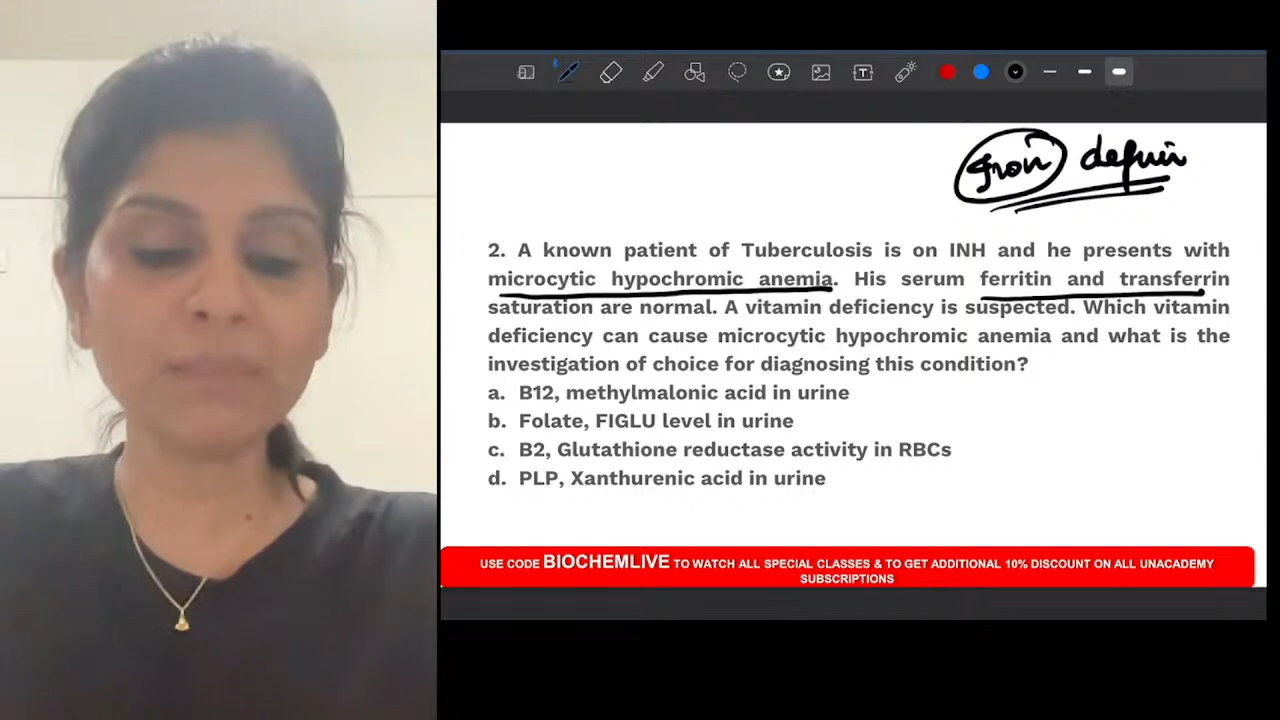 Iron
2. A known patient of Tuberculosis is on INH and he presents with
microcytic hypochromic anemia. His serum ferritin and transferrin
saturation are normal. A vitamin deficiency is suspected. Which vitamin
deficiency can cause microcytic hypochromic anemia and what is the
investigation of choice for diagnosing this condition?
a. B12, methylmalonic acid in urine
b. Folate, FIGLU level in urine
c. B2, Glutathione reductase activity in RBCs
d. PLP, Xanthurenic acid in urine
USE CODE BIOCHEMLIVE TO WATCH ALL SPECIAL CLASSES & TO GET ADDITIONAL 10% DISCOUNT ON ALL UNACADEMY
SUBSCRIPTIONS